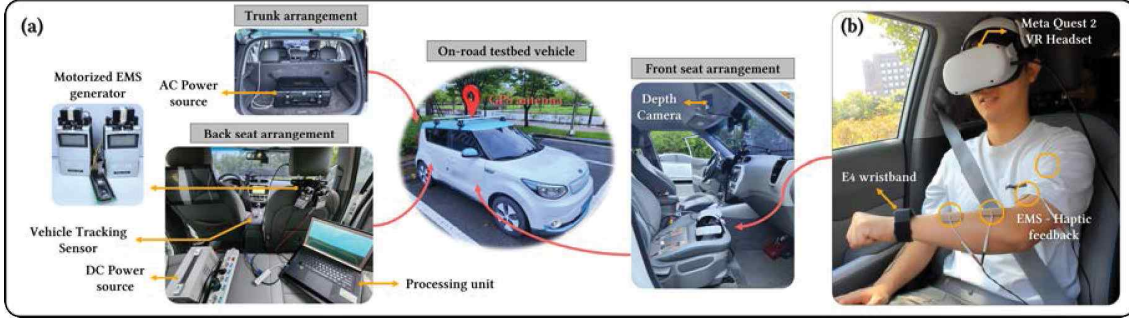 (a)
Trunk arrangement
Motorized EMS
generator
AC Power
source
Back seat arrangement
Vehicle Tracking
Sensor
DC Power
source
Processing unit
On-road testbed vehicle
Front seat arrangement
Depth
Camera
(b)
Meta Quest 2
VR Headset
E4 wristband
EMS - Haptic
feedback